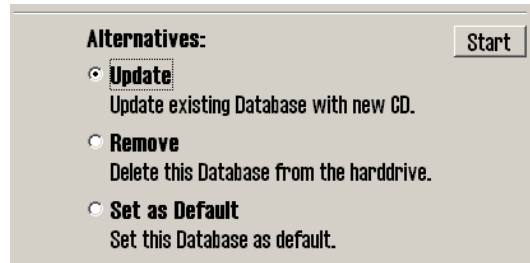 Alternatives:
Start
Update
Update existing Database with new CD.
Remove
Delete this Database from the harddrive.
Set as Default
Set this Database as default.